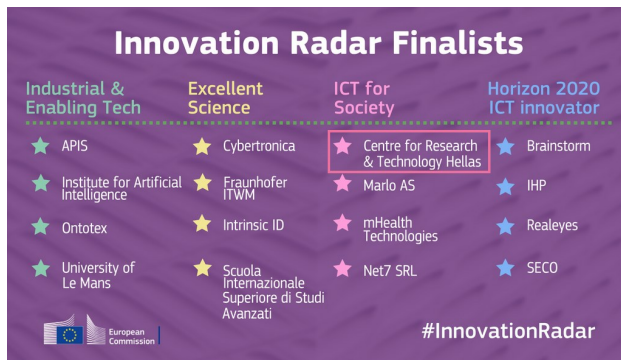 Innovation Radar Finalists
Industrial &
Enabling Tech
APIS
Institute for Artificial
Intelligence
Ontotex
University of
Le Mans
Excellent
Science
Cybertronica
Fraunhofer
ITWM
Intrinsic ID
Scuola
Internazionale
Superiore di Studi
Avanzati
ICT for
Society
Centre for Research
& Technology Hellas
Marlo AS
mHealth
Technologies
Net7 SRL
Horizon 2020
ICT innovator
Brainstorm
IHP
Realeyes
SECO
European
Commission
#InnovationRadar